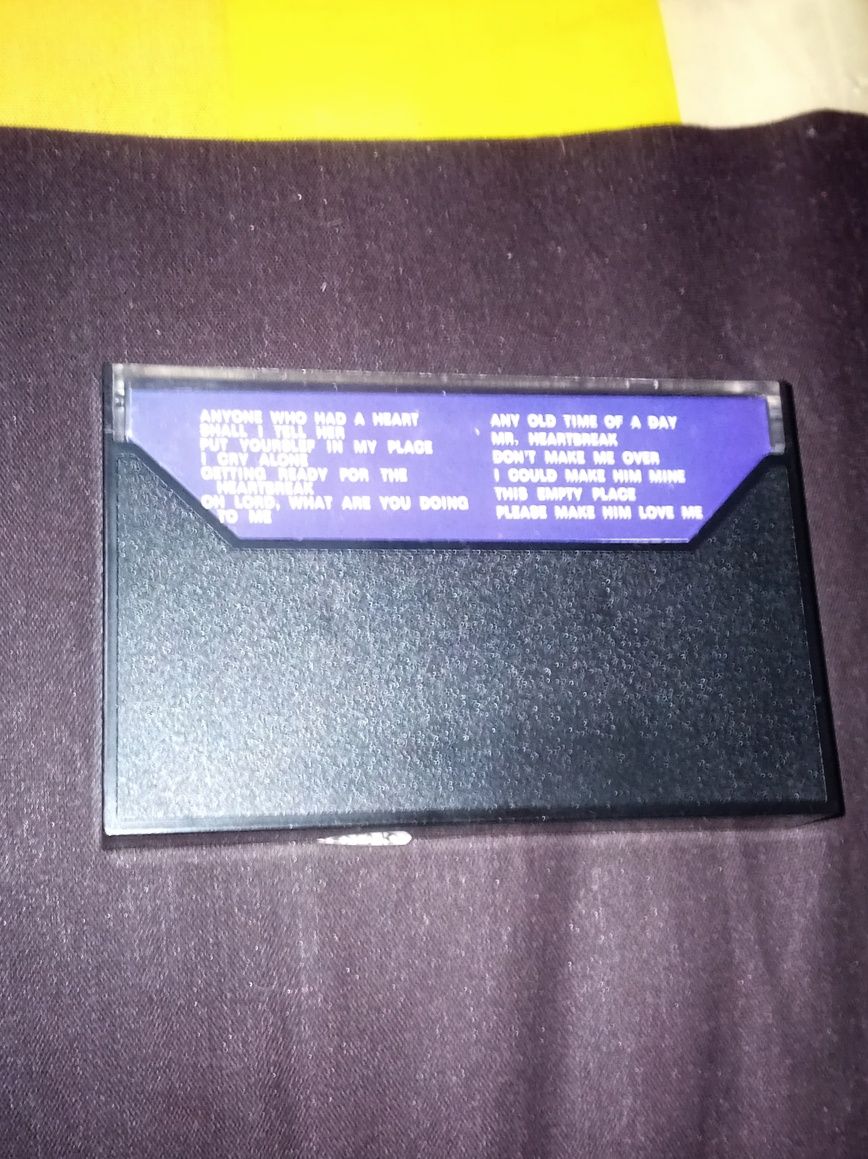 ANYONE WHO HAD A HEART
SHALL I TELL HER
PUT YOURSELF IN MY PLACE
I CRY ALONE
GETTING READY FOR THE
HEARTBREAK
OH LORD, WHAT ARE YOU DOING
TO ME
ANY OLD TIME OF A DAY
MR. HEARTBREAK
DON'T MAKE ME OVER
I COULD MAKE HIM MINE
THIS EMPTY PLACE
PLEASE MAKE HIM LOVE ME